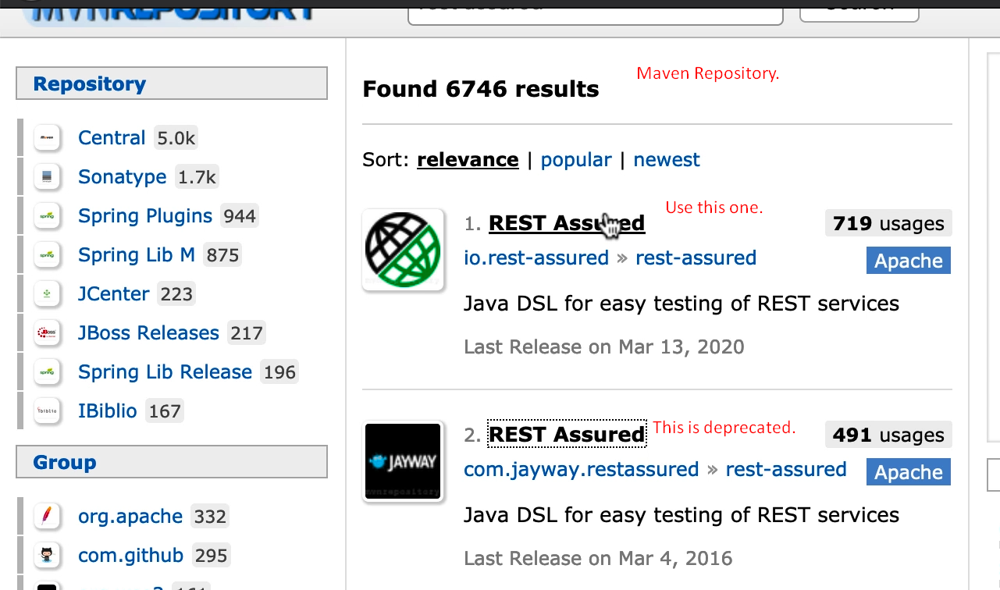 MVNREPOSITORY
Repository
Central 5.0k
Sonatype 1.7k
Spring Plugins 944
Spring Lib M 875
JCenter 223
JBoss Releases 217
Spring Lib Release 196
IBiblio 167
Group
org.apache 332
com.github 295
Found 6746 results
Maven Repository.
Sort: relevance | popular | newest
1. REST Assured
Use this one.
719 usages
io.rest-assured » rest-assured
Apache
Java DSL for easy testing of REST services
Last Release on Mar 13, 2020
JAYWAY
mvnrepository
2. REST Assured
This is deprecated.
491 usages
com.jayway.restassured » rest-assured
Apache
Java DSL for easy testing of REST services
Last Release on Mar 4, 2016